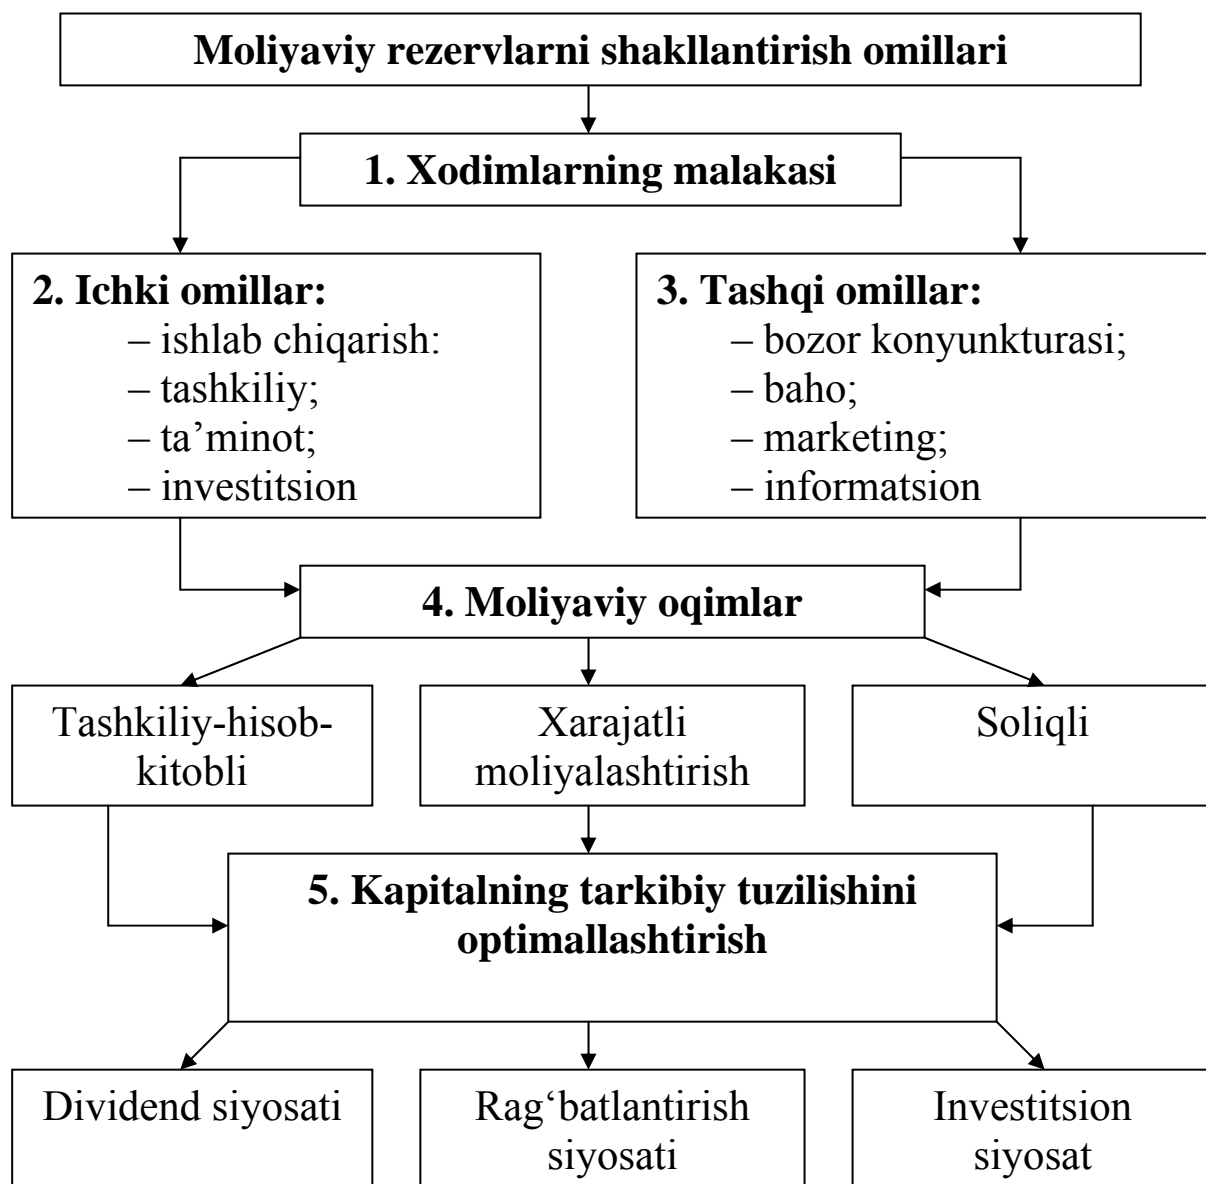 Moliyaviy rezervlarni shakllantirish omillari
1. Xodimlarning malakasi
2. Ichki omillar:
– ishlab chiqarish:
– tashkiliy;
– ta’minot;
– investitsion
3. Tashqi omillar:
– bozor konyunkturasi;
– baho;
– marketing;
– informatsion
4. Moliyaviy oqimlar
Tashkiliy-hisob-
kitobli
Xarajatli
moliyalashtirish
Soliqli
5. Kapitalning tarkibiy tuzilishini
optimallashtirish
Dividend siyosati
Rag‘batlantirish
siyosati
Investitsion
siyosat